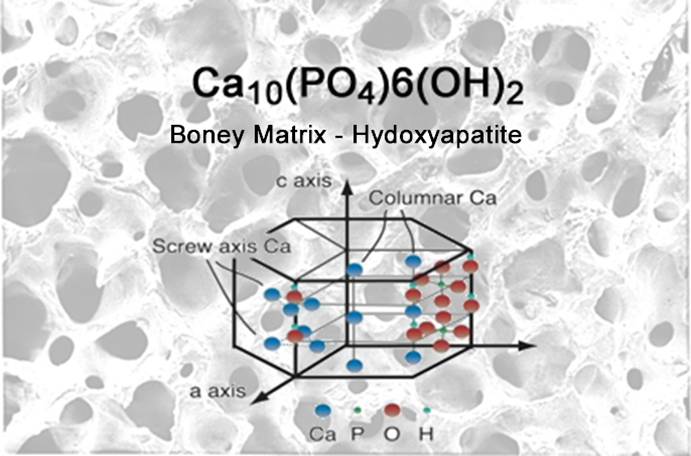 Ca₁₀(PO₄)6(OH)₂
Boney Matrix - Hydoxyapatite
c axis
Columnar Ca
Screw axis Ca
a axis
Ca P O H